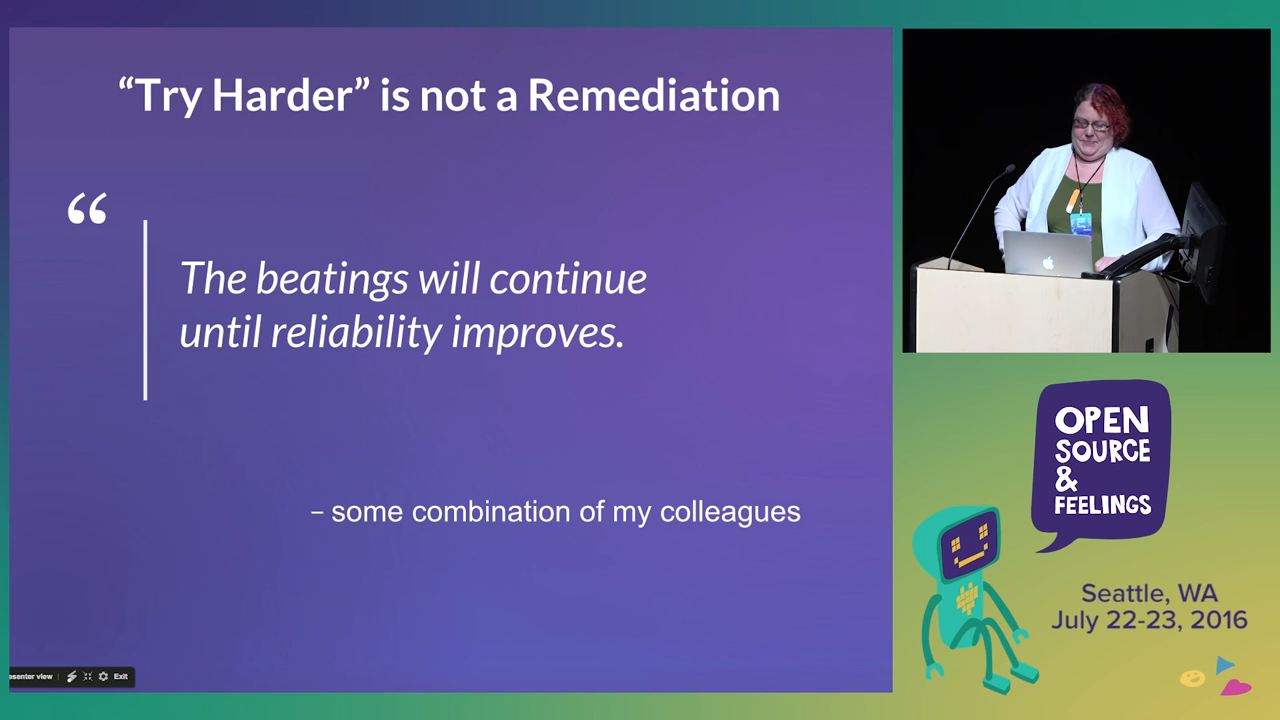 “Try Harder” is not a Remediation
“
The beatings will continue
until reliability improves.
– some combination of my colleagues
esenter view
Exit
OPEN
SOURCE
&
FEELINGS
Seattle, WA
July 22-23, 2016